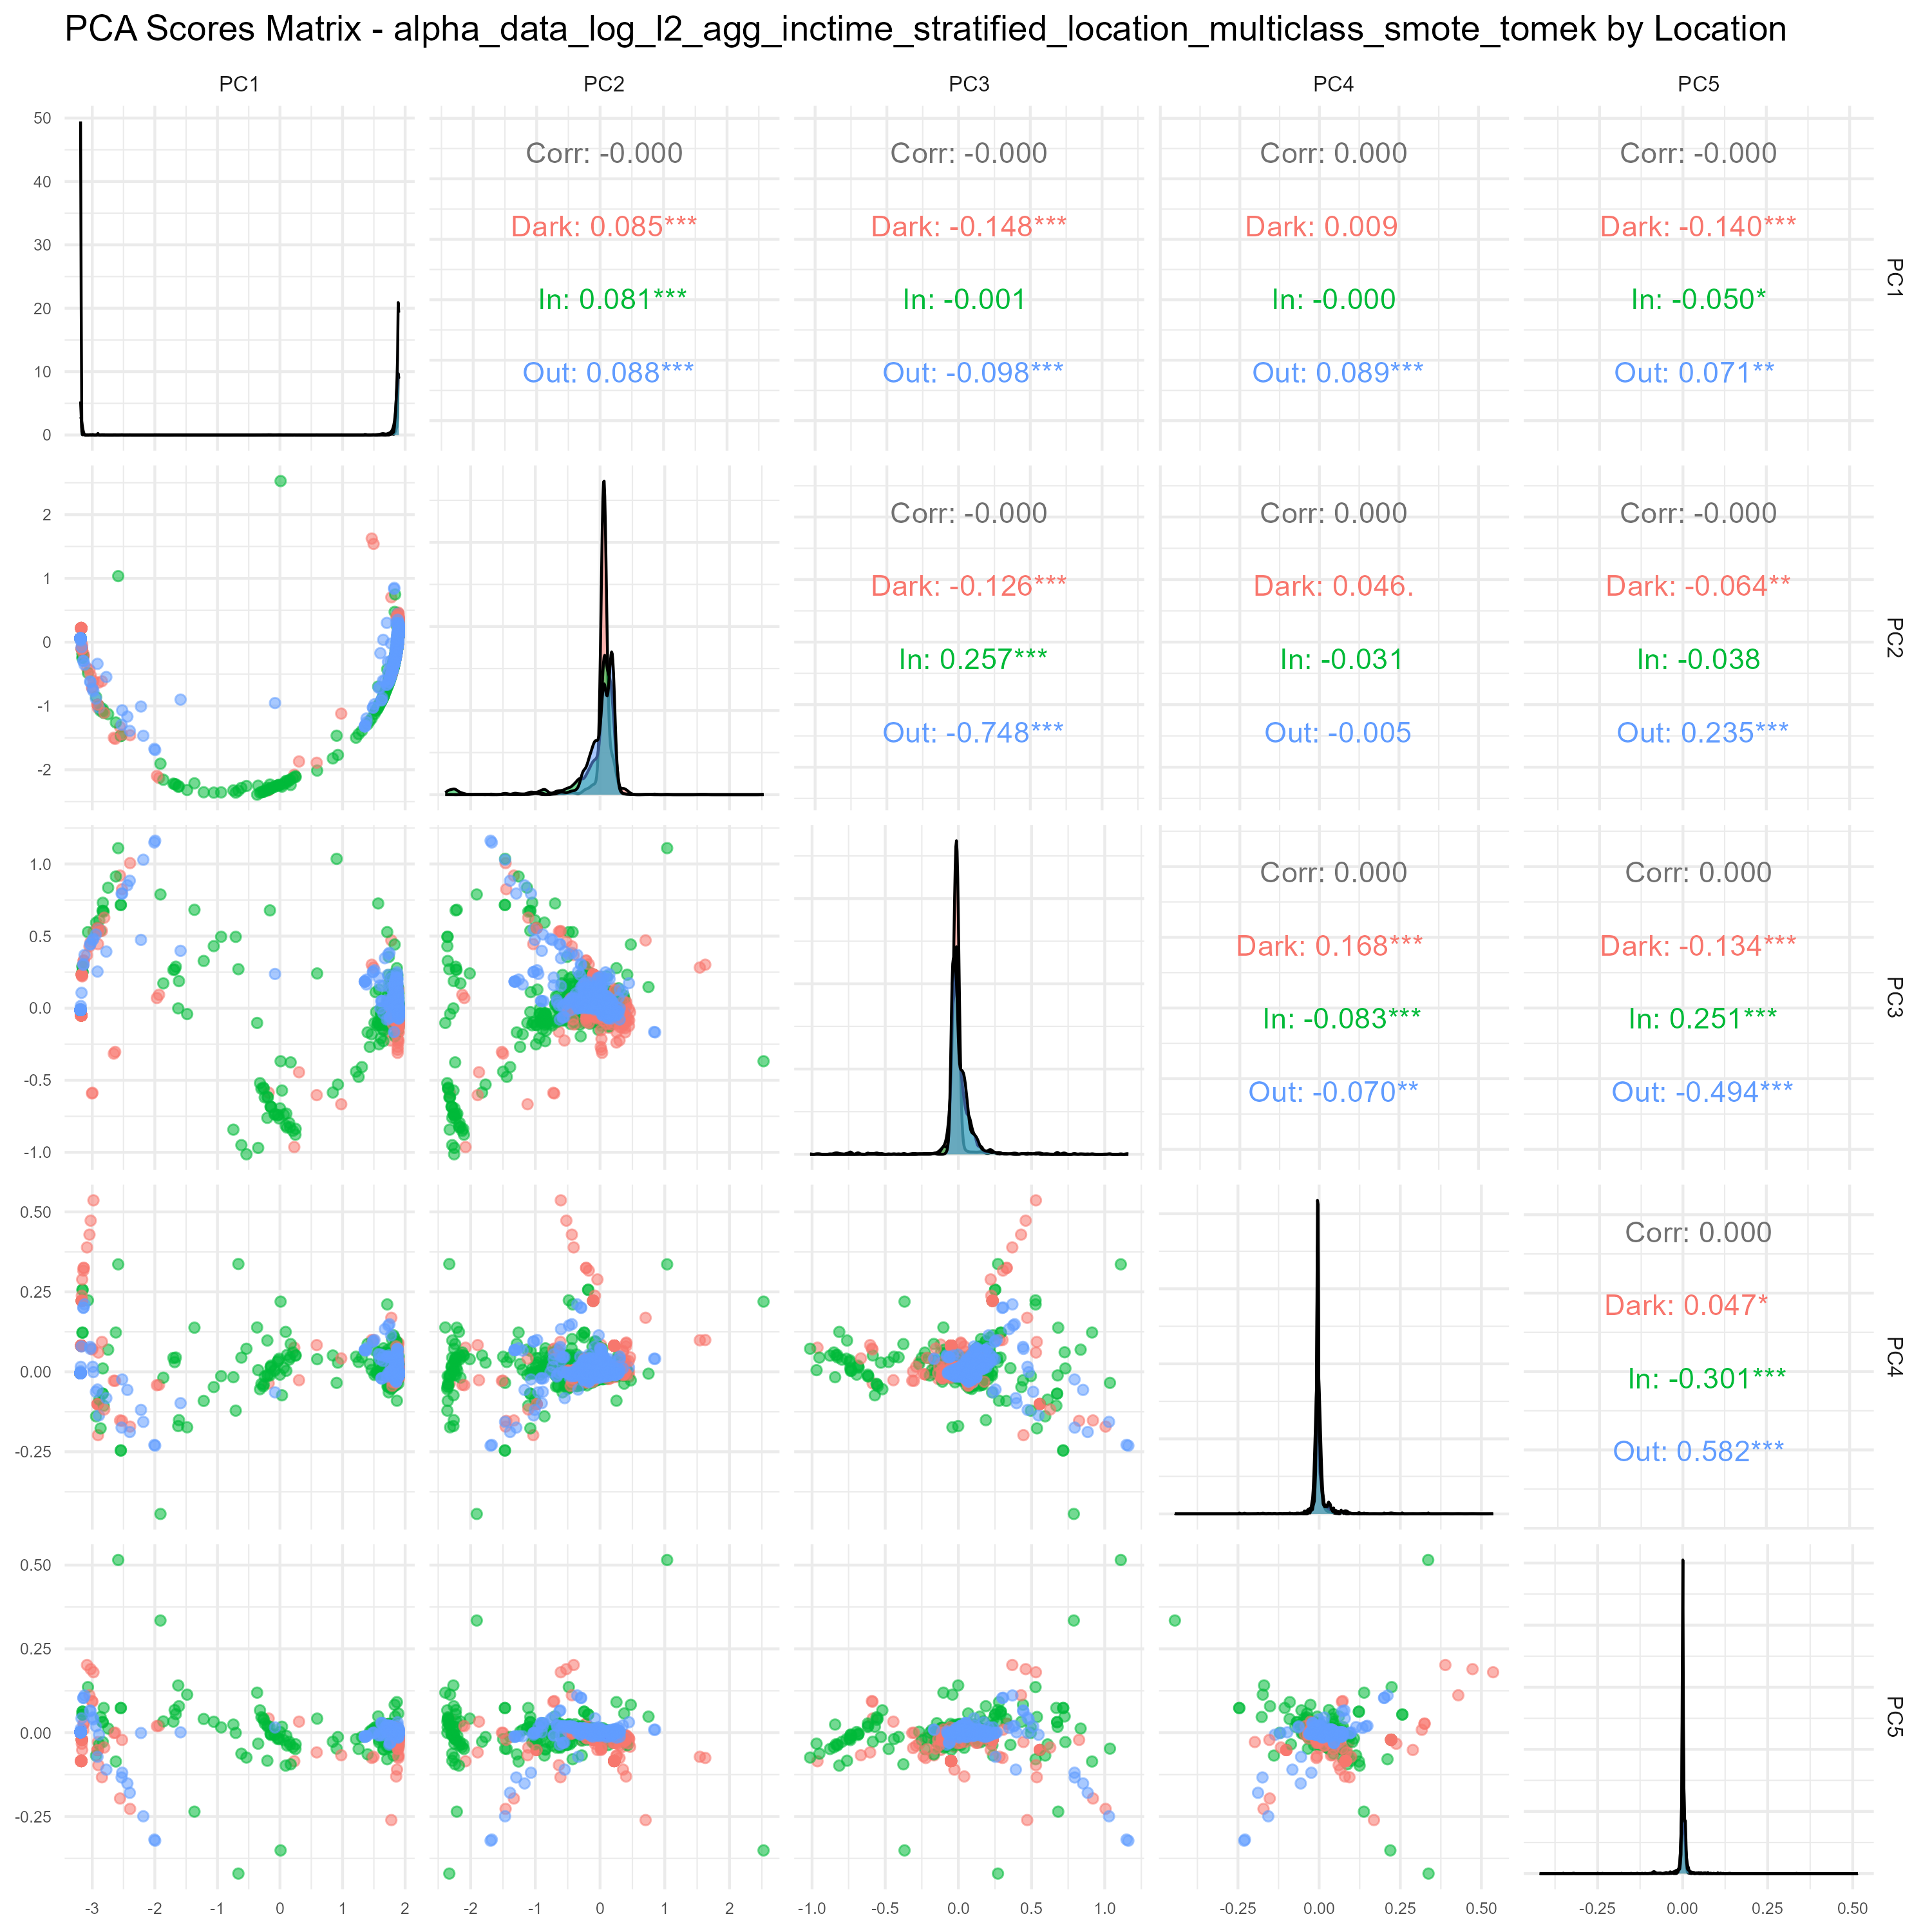 PCA Scores Matrix - alpha_data_log_l2_agg_inctime_stratified_location_multiclass_smote_tomek by Location
PC1 PC2 PC3 PC4 PC5
50
40
30
20
10
0
Corr: -0.000
Dark: 0.085***
In: 0.081***
Out: 0.088***
Corr: -0.000
Dark: -0.148***
In: -0.001
Out: -0.098***
Corr: 0.000
Dark: 0.009
In: -0.000
Out: 0.089***
Corr: -0.000
Dark: -0.140***
In: -0.050*
Out: 0.071**
PC1
2
1
0
-1
-2
Corr: -0.000
Dark: -0.126***
In: 0.257***
Out: -0.748***
Corr: 0.000
Dark: 0.046.
In: -0.031
Out: -0.005
Corr: -0.000
Dark: -0.064**
In: -0.038
Out: 0.235***
PC2
1.0
0.5
0.0
-0.5
-1.0
Corr: 0.000
Dark: 0.168***
In: -0.083***
Out: -0.070**
Corr: 0.000
Dark: -0.134***
In: 0.251***
Out: -0.494***
PC3
0.50
0.25
0.00
-0.25
Corr: 0.000
Dark: 0.047*
In: -0.301***
Out: 0.582***
PC4
0.50
0.25
0.00
-0.25
PC5
-3 -2 -1 0 1 2
-2 -1 0 1 2
-1.0 -0.5 0.0 0.5 1.0
-0.25 0.00 0.25 0.50
-0.25 0.00 0.25 0.50